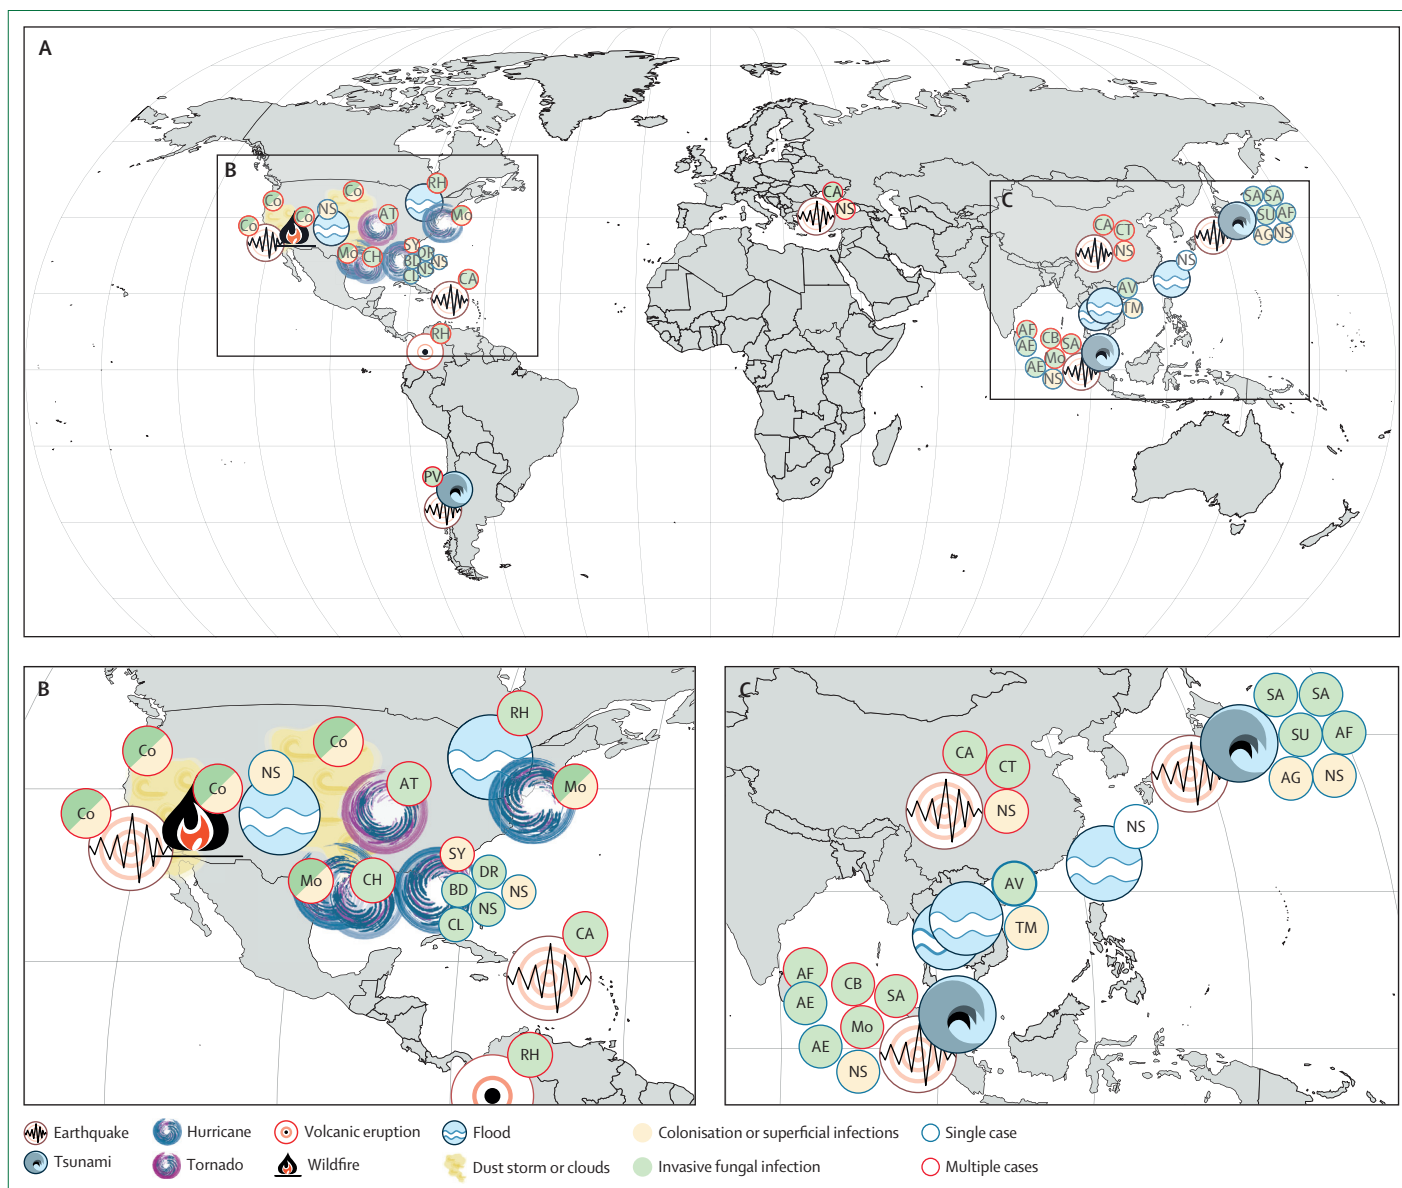 A
B
RH
Co
Co
NS
Co
AT
Mo
Co
Mo
CH
SY
BD
DR
NS
NS
CL
CA
RH
PV
CA
NS
C
SA
SA
SU
AF
AG
NS
CA
CT
NS
NS
AV
TM
AF
AE
CB
SA
Mo
AE
NS
B
RH
Co
Co
NS
Co
AT
Mo
Co
Mo
CH
SY
DR
BD
NS
NS
CL
CA
RH
C
SA
SA
SU
AF
AG
NS
CA
CT
NS
NS
AV
TM
AF
CB
SA
AE
Mo
AE
NS
Earthquake
Hurricane
Volcanic eruption
Flood
Colonisation or superficial infections
Single case
Tsunami
Tornado
Wildfire
Dust storm or clouds
Invasive fungal infection
Multiple cases